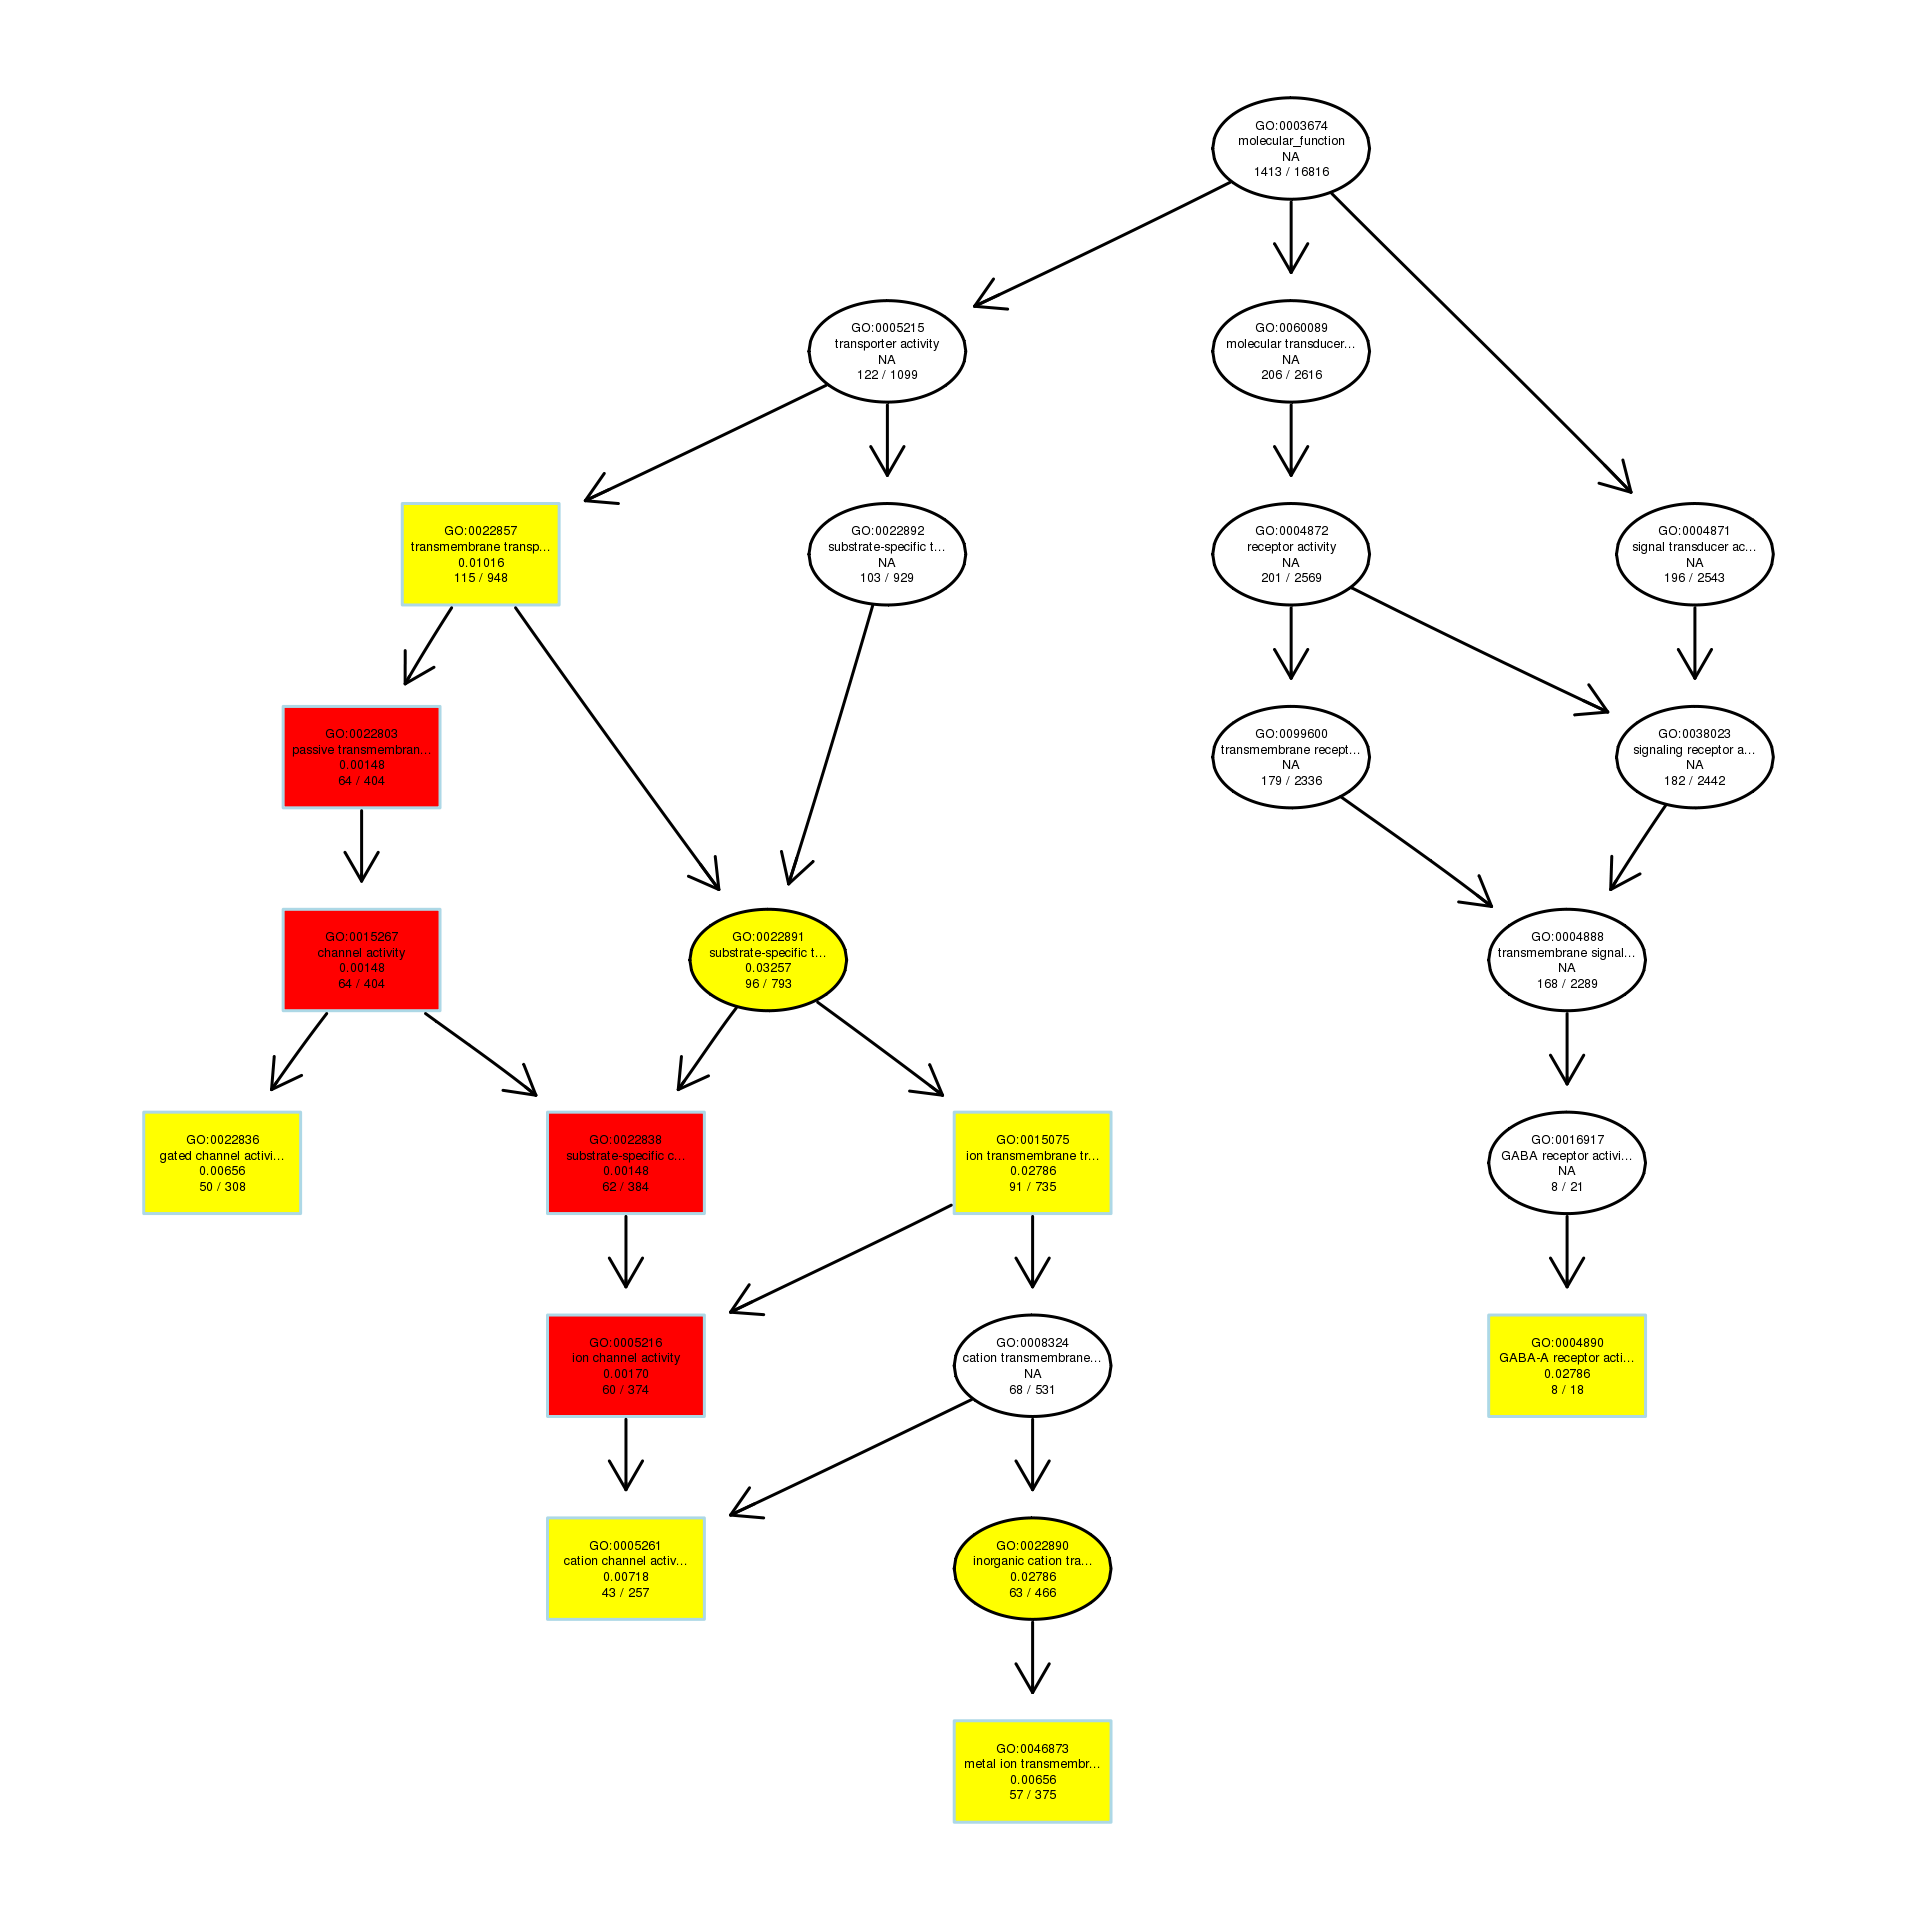 GO:0003674
molecular_function
NA
1413 / 16816
GO:0005215
transporter activity
NA
122 / 1099
GO:0060089
molecular transducer...
NA
206 / 2616
GO:0022857
transmembrane transp...
0.01016
115 / 948
GO:0022892
substrate-specific t...
NA
103 / 929
GO:0004872
receptor activity
NA
201 / 2569
GO:0004871
signal transducer ac...
NA
196 / 2543
GO:0022803
passive transmembran...
0.00148
64 / 404
GO:0099600
transmembrane recept...
NA
179 / 2336
GO:0038023
signaling receptor a...
NA
182 / 2442
GO:0015267
channel activity
0.00148
64 / 404
GO:0022891
substrate-specific t...
0.03257
96 / 793
GO:0004888
transmembrane signal...
NA
168 / 2289
GO:0022836
gated channel activi...
0.00656
50 / 308
GO:0022838
substrate-specific c...
0.00148
62 / 384
GO:0015075
ion transmembrane tr...
0.02786
91 / 735
GO:0016917
GABA receptor activi...
NA
8 / 21
GO:0005216
ion channel activity
0.00170
60 / 374
GO:0008324
cation transmembrane...
NA
68 / 531
GO:0004890
GABA-A receptor acti...
0.02786
8 / 18
GO:0005261
cation channel activ...
0.00718
43 / 257
GO:0022890
inorganic cation tra...
0.02786
63 / 466
GO:0046873
metal ion transmembr...
0.00656
57 / 375